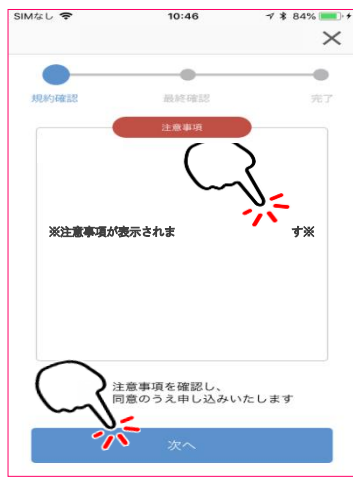 SIMなし 10:46 84%
規約確認 最終確認 完了
注意事項
※注意事項が表示されま す※
注意事項を確認し、
同意のうえ申し込みいたします
次へ